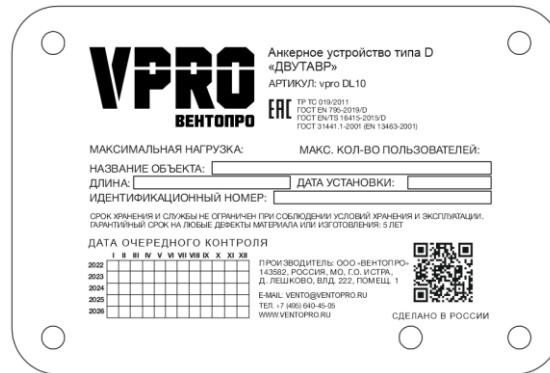 VPRO
ВЕНТОПРО
Анкерное устройство типа D
«ДВУТАВР»
АРТИКУЛ: vpro DL10
ЕАС
ТР ТС 019/2011
ГОСТ EN 795-2019/D
ГОСТ EN/TS 16415-2015/D
ГОСТ 31441.1-2001 (EN 13463-2001)
МАКСИМАЛЬНАЯ НАГРУЗКА: МАКС. КОЛ-ВО ПОЛЬЗОВАТЕЛЕЙ:
НАЗВАНИЕ ОБЪЕКТА:
ДЛИНА: ДАТА УСТАНОВКИ:
ИДЕНТИФИКАЦИОННЫЙ НОМЕР:
СРОК ХРАНЕНИЯ И СЛУЖБЫ НЕ ОГРАНИЧЕН ПРИ СОБЛЮДЕНИИ УСЛОВИЙ ХРАНЕНИЯ И ЭКСПЛУАТАЦИИ.
ГАРАНТИЙНЫЙ СРОК НА ЛЮБЫЕ ДЕФЕКТЫ МАТЕРИАЛА ИЛИ ИЗГОТОВЛЕНИЯ: 5 ЛЕТ
ДАТА ОЧЕРЕДНОГО КОНТРОЛЯ
I II III IV V VI VII VIII IX X XI XII
2022
2023
2024
2025
2026
ПРОИЗВОДИТЕЛЬ: ООО «ВЕНТОПРО»
143582, РОССИЯ, МО, Г.О. ИСТРА,
Д. ЛЕШКОВО, ВЛД. 222, ПОМЕЩ. 1
E-MAIL: VENTO@VENTOPRO.RU
ТЕЛ. +7 (495) 640-45-05
WWW.VENTOPRO.RU
СДЕЛАНО В РОССИИ